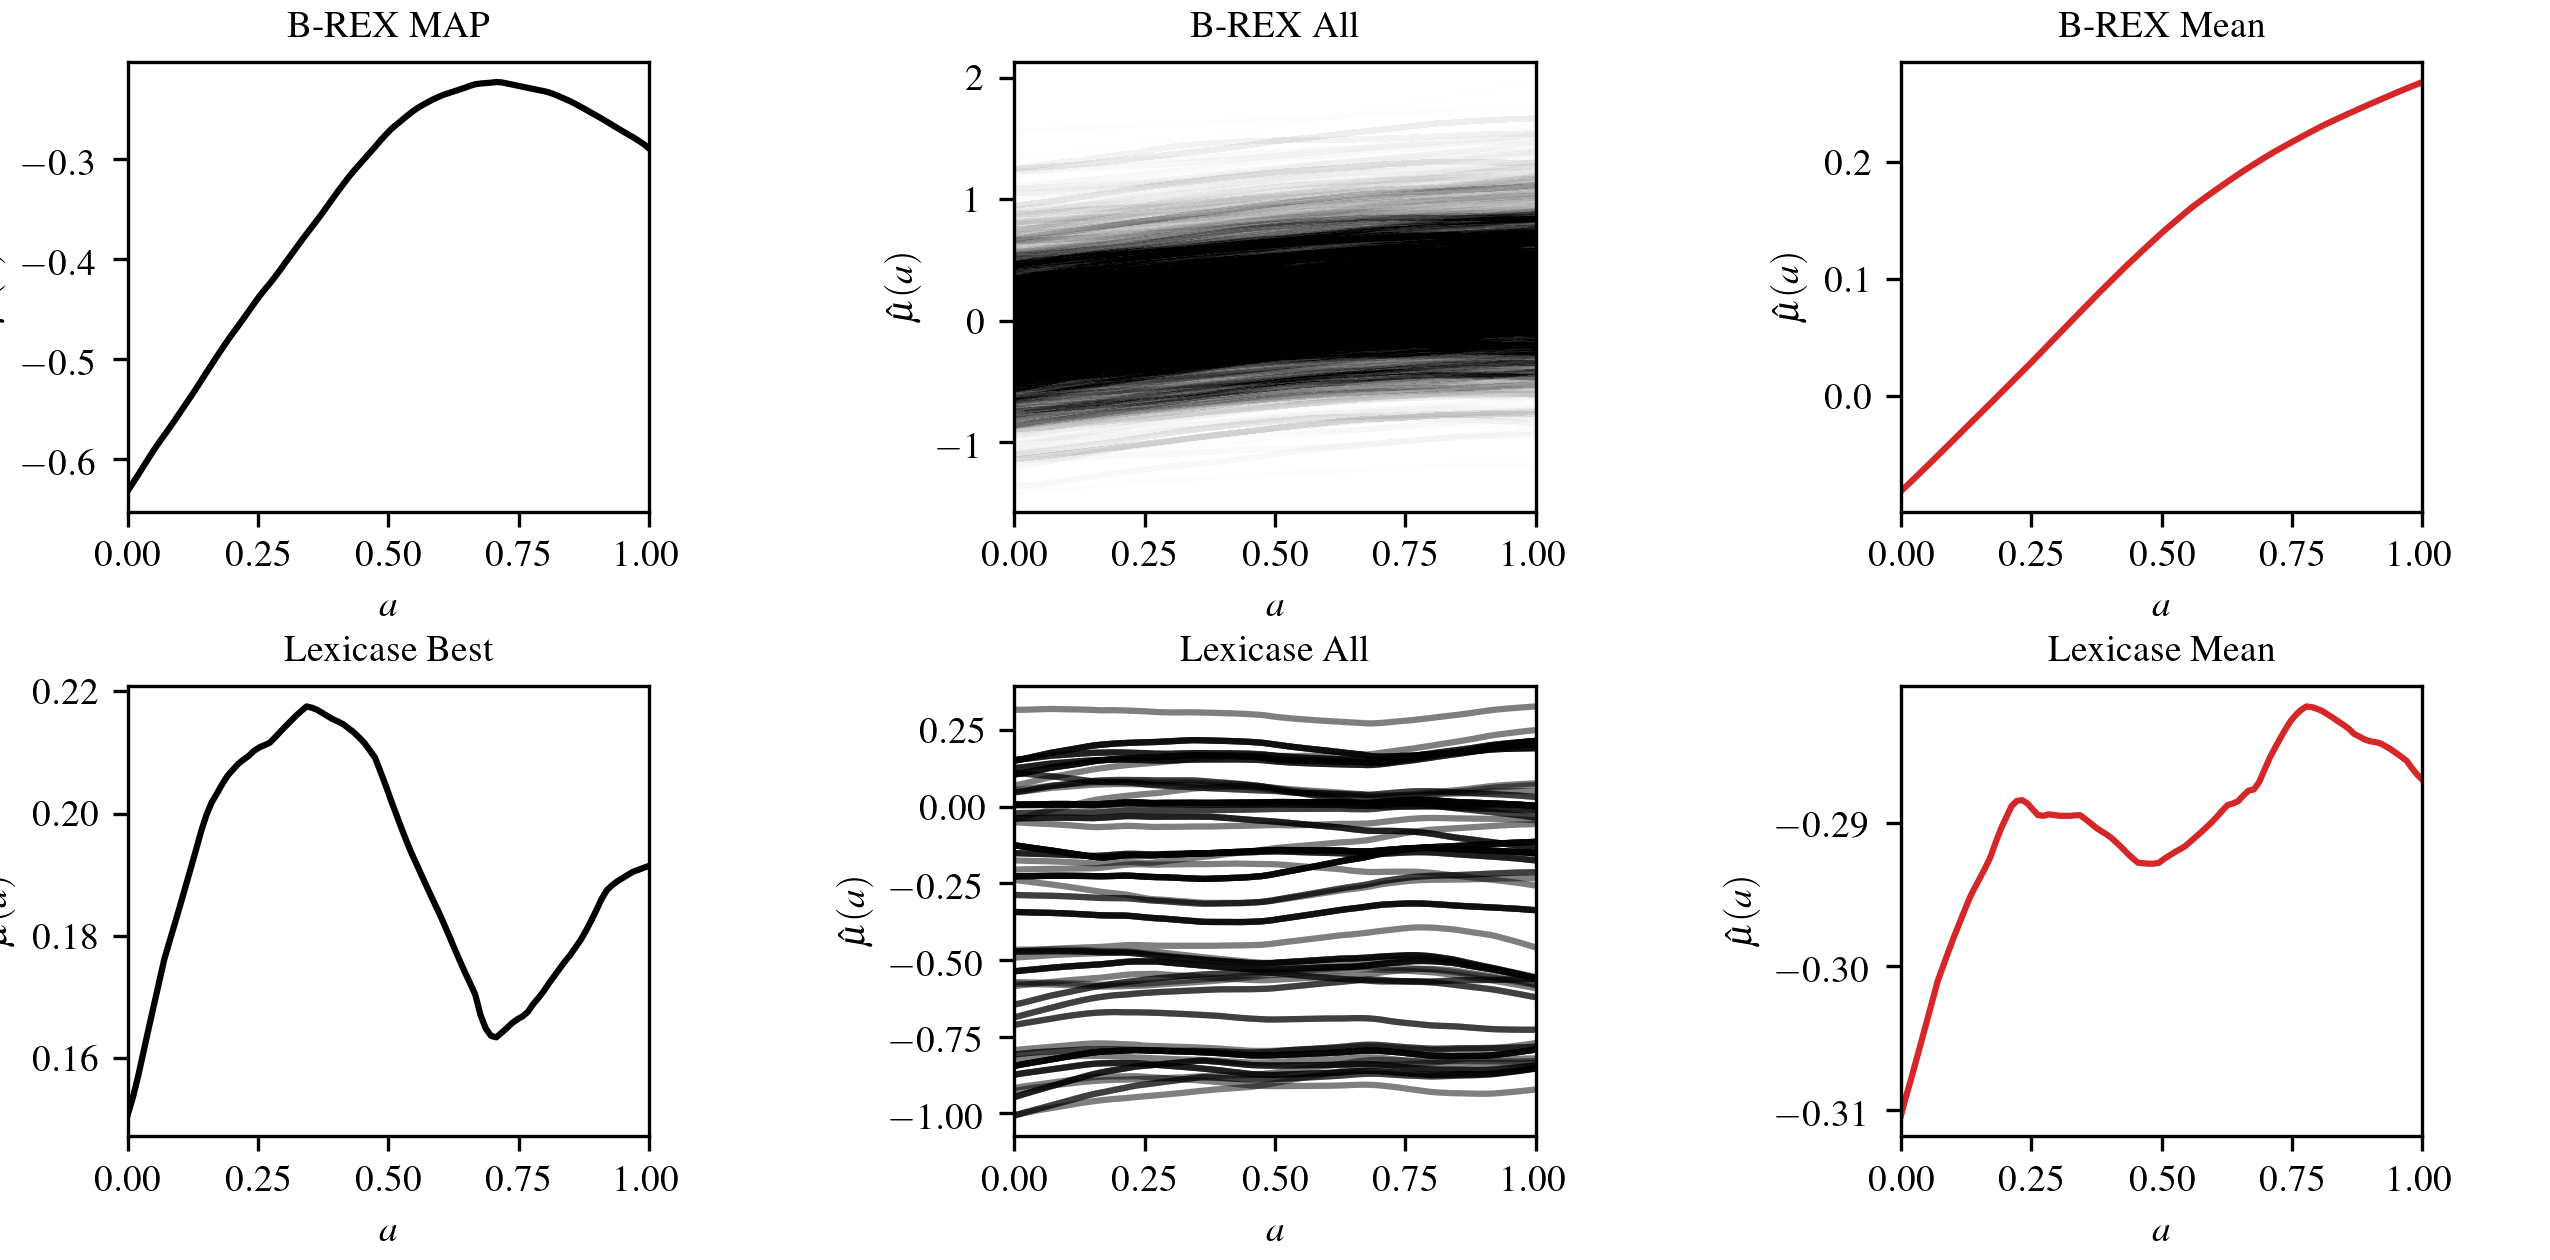 B-REX MAP
B-REX All
B-REX Mean
−0.3
−0.4
−0.5
−0.6
0.00 0.25 0.50 0.75 1.00
a
μ̂(a)
2
1
0
−1
0.00 0.25 0.50 0.75 1.00
a
μ̂(a)
0.2
0.1
0.0
0.00 0.25 0.50 0.75 1.00
a
Lexicase Best
Lexicase All
Lexicase Mean
0.22
0.20
0.18
0.16
0.00 0.25 0.50 0.75 1.00
a
μ̂(a)
0.25
0.00
−0.25
−0.50
−0.75
−1.00
0.00 0.25 0.50 0.75 1.00
a
μ̂(a)
−0.29
−0.30
−0.31
0.00 0.25 0.50 0.75 1.00
a